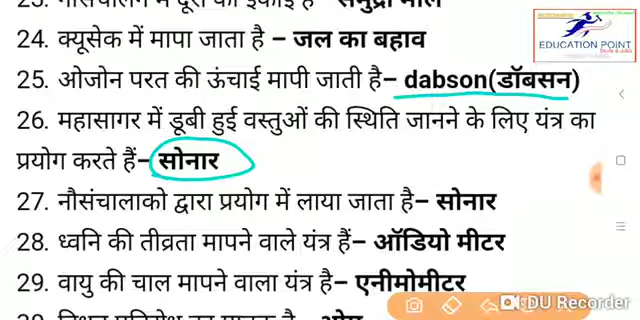 24. क्यूसेक में मापा जाता है – जल का बहाव
25. ओजोन परत की ऊंचाई मापी जाती है– dabson(डॉबसन)
26. महासागर में डूबी हुई वस्तुओं की स्थिति जानने के लिए यंत्र का
प्रयोग करते हैं– सोनार
27. नौसंचालाको द्वारा प्रयोग में लाया जाता है– सोनार
28. ध्वनि की तीव्रता मापने वाले यंत्र हैं– ऑडियो मीटर
29. वायु की चाल मापने वाला यंत्र है– एनीमोमीटर
EDUCATION POINT
DU Recorder